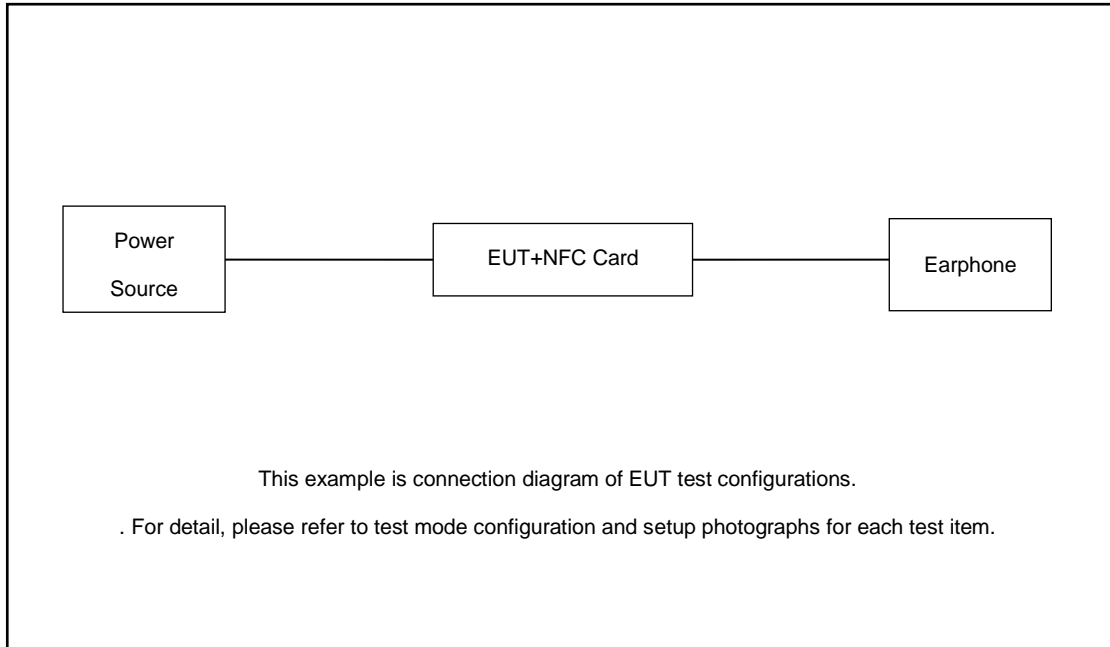 Power
Source
EUT+NFC Card
Earphone
This example is connection diagram of EUT test configurations.
. For detail, please refer to test mode configuration and setup photographs for each test item.